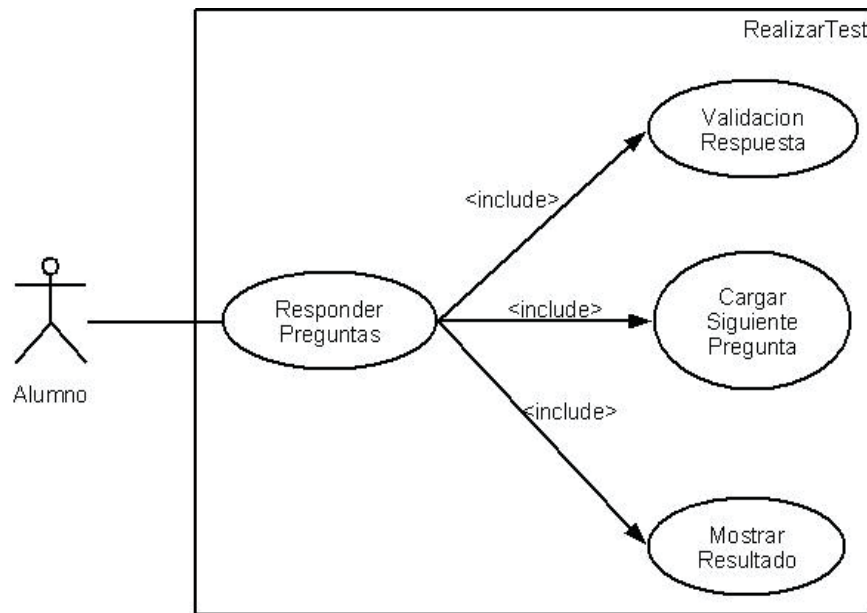 RealizarTest
Validacion
Respuesta
<include>
Responder
Preguntas
<include>
Cargar
Siguiente
Pregunta
Alumno
<include>
Mostrar
Resultado